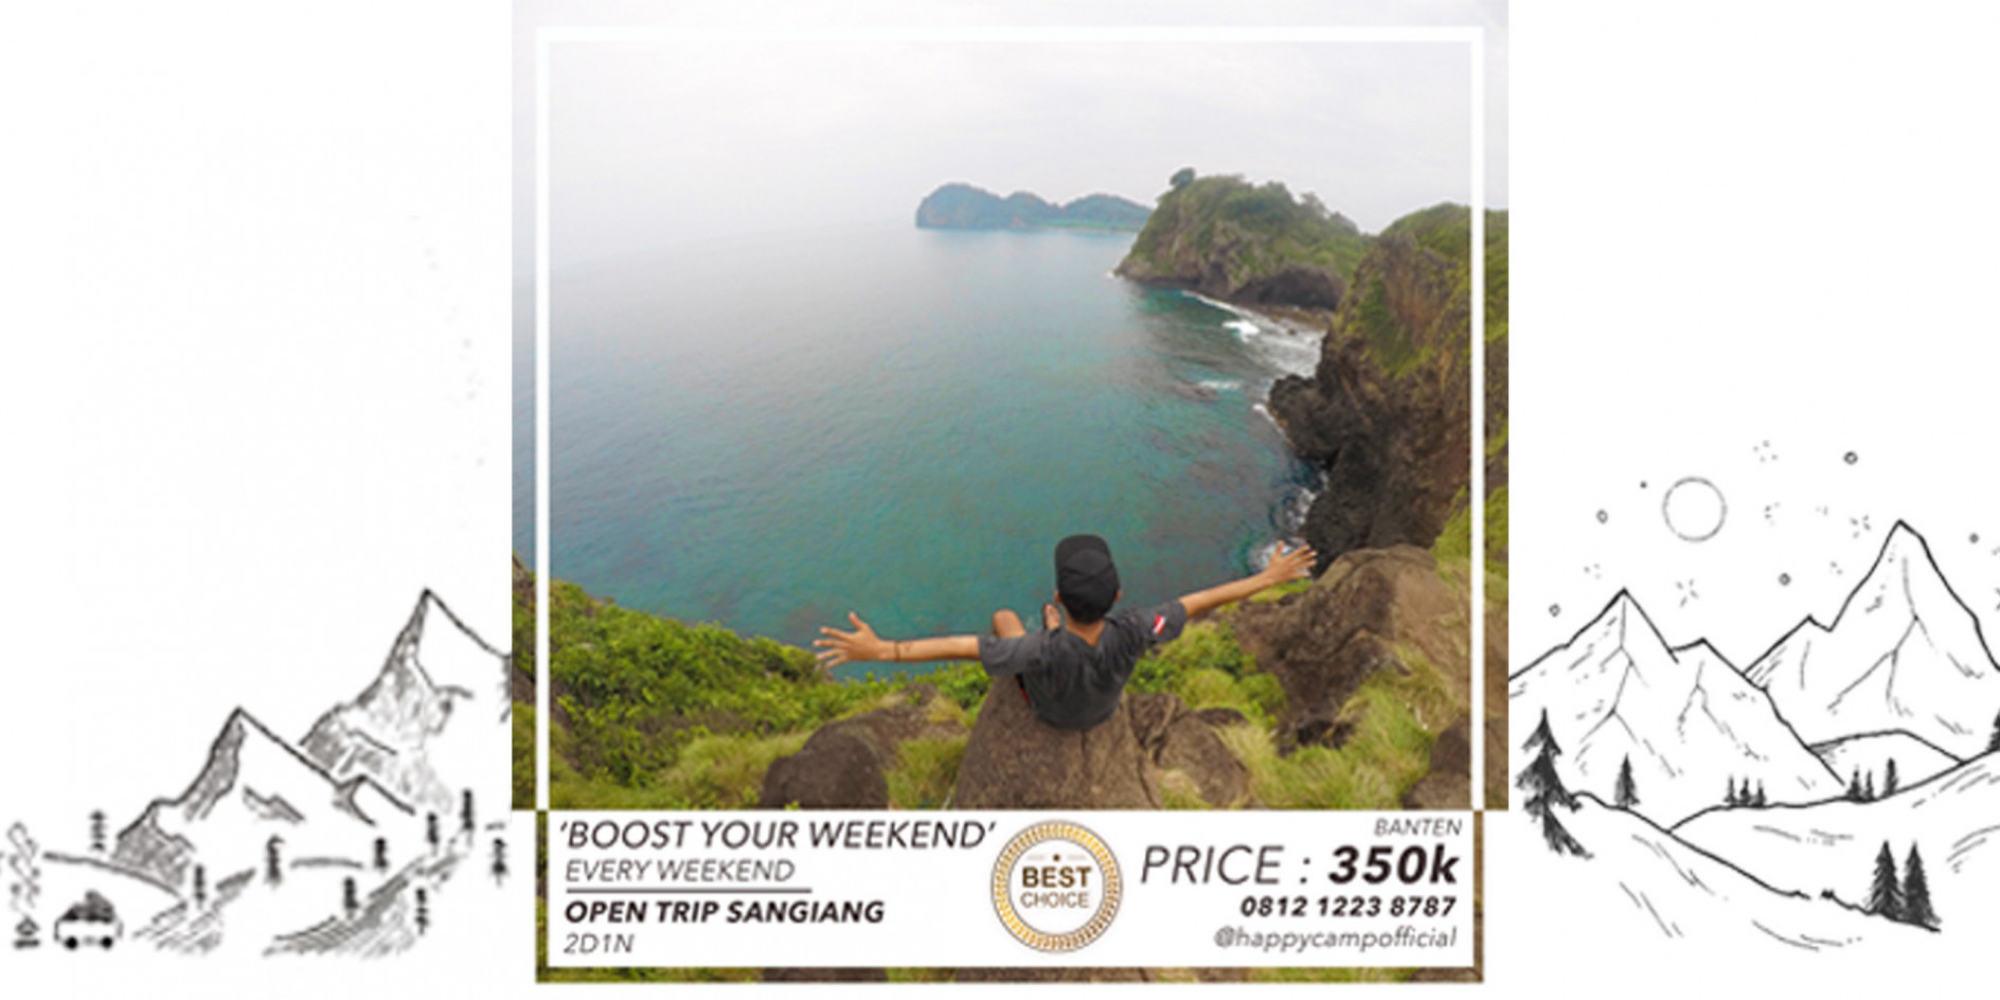 'BOOST YOUR WEEKEND'
EVERY WEEKEND
OPEN TRIP SANGIANG
2D1N
BEST
CHOICE
BANTEN
PRICE : 350k
0812 1223 8787
@happycampofficial